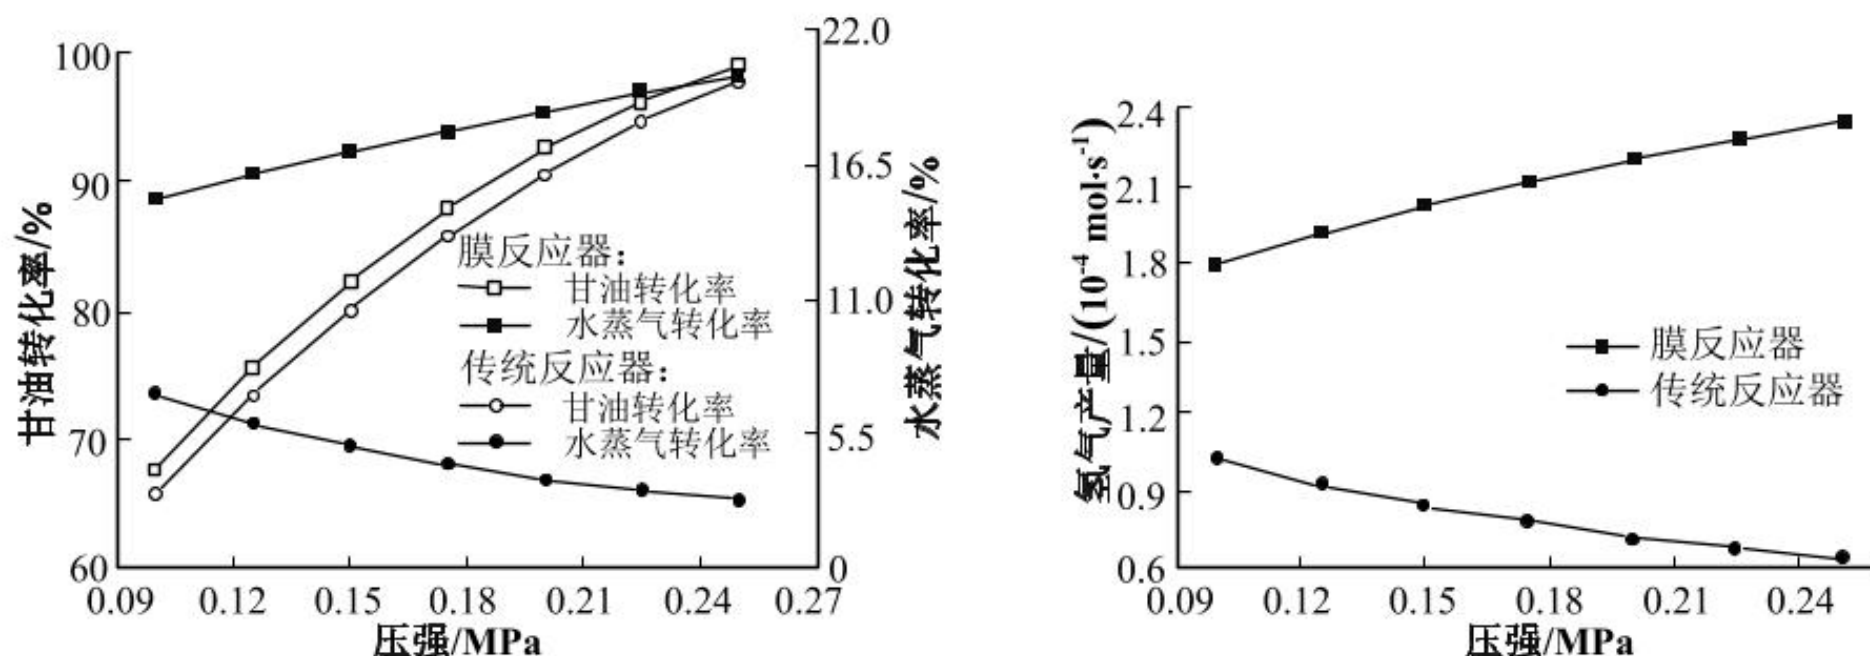 甘油转化率/%
100
90
80
70
60
0.09 0.12 0.15 0.18 0.21 0.24 0.27
压强/MPa
膜反应器：
甘油转化率
水蒸气转化率
传统反应器：
甘油转化率
水蒸气转化率
22.0
16.5
11.0
5.5
0
水蒸气转化率/%
氢气产量/(10⁻⁴ mol·s⁻¹)
2.4
2.1
1.8
1.5
1.2
0.9
0.6
0.09 0.12 0.15 0.18 0.21 0.24
压强/MPa
膜反应器
传统反应器